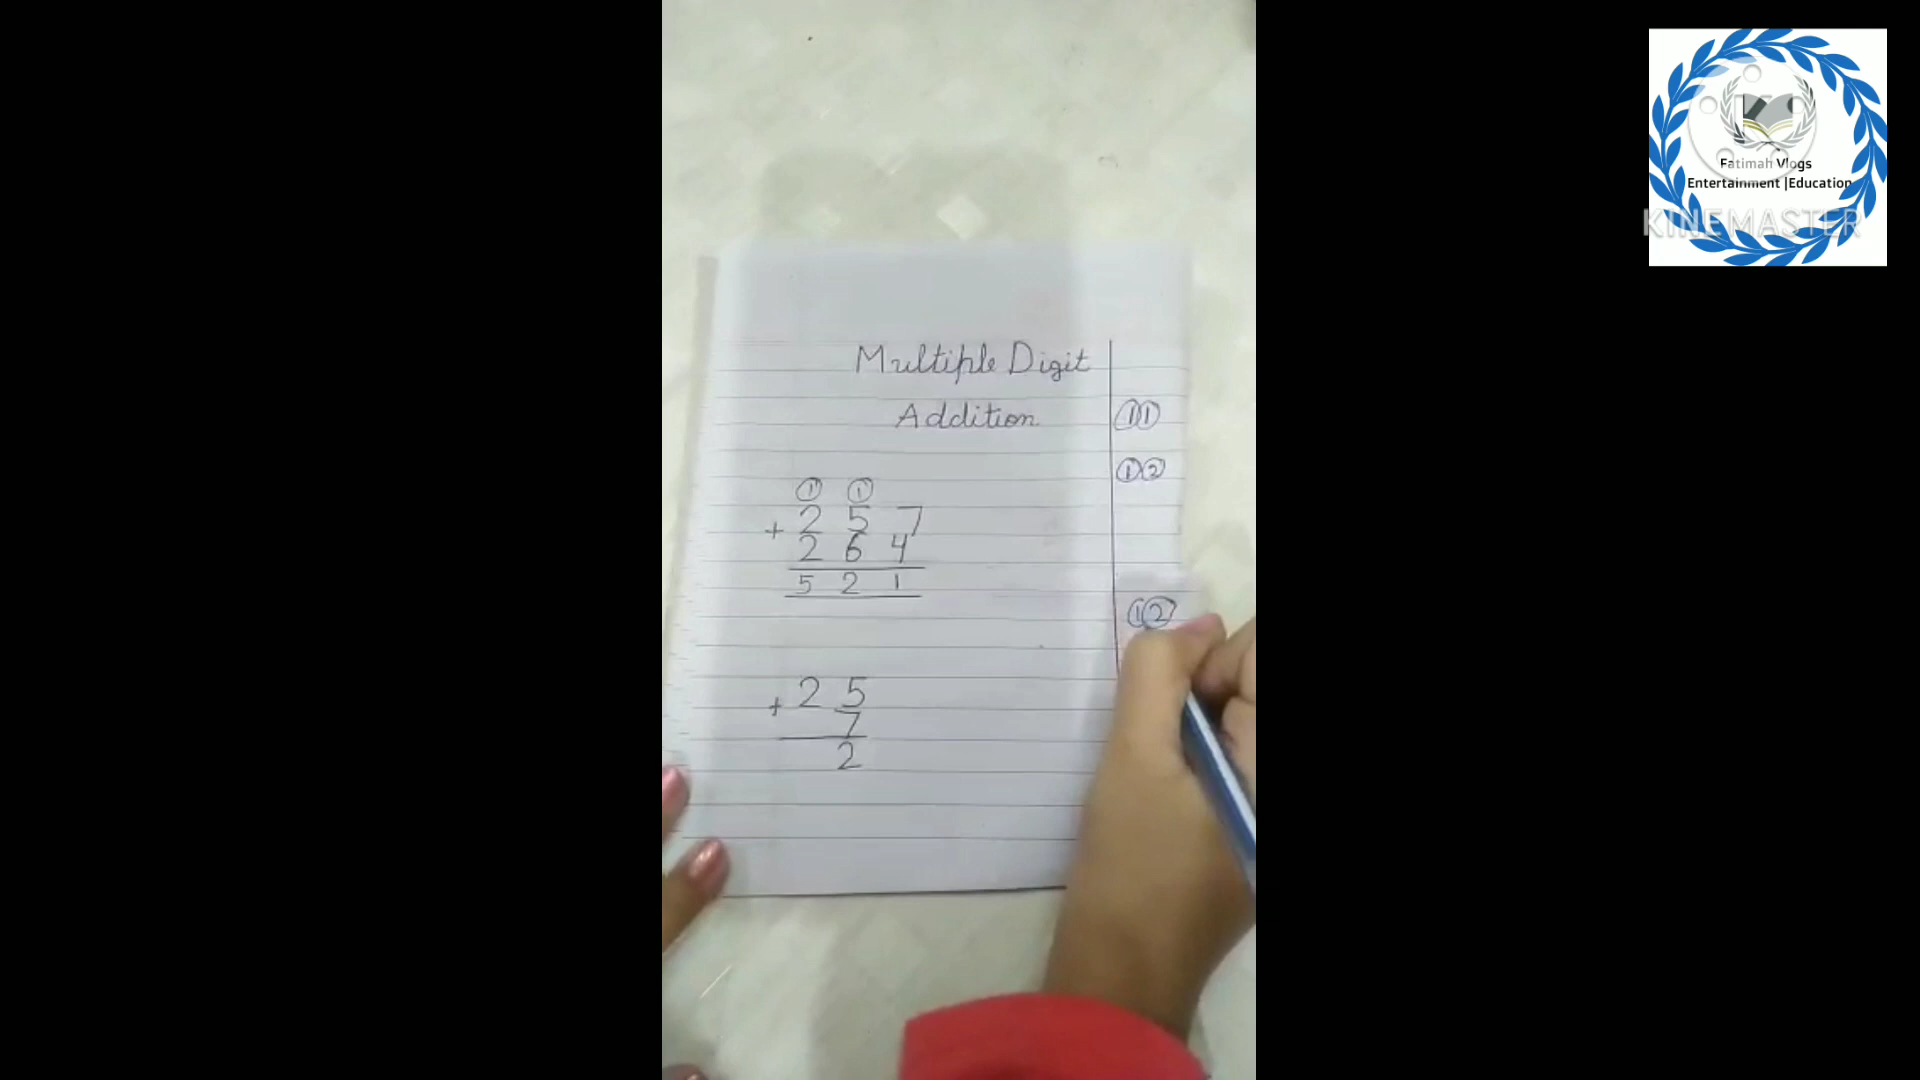 Multiple Digit
Addition
①①
①②
① ①
+ 2 5 7
2 6 4
5 2 1
①②
+ 2 5
7
2
Fatimah Vlogs
Entertainment |Education
KINEMASTER